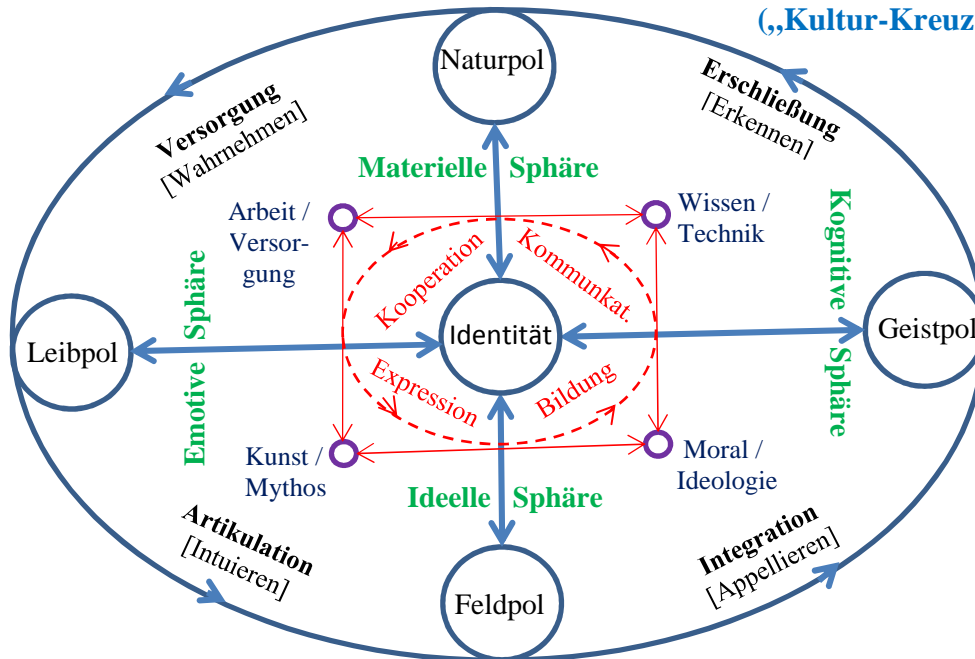 („Kultur-Kreuz
Naturpol
Versorgung
[Wahrnehmen]
Erschließung
[Erkennen]
Materielle Sphäre
Arbeit /
Versor-
gung
Wissen /
Technik
Kooperation
Kommunkat.
Emotive Sphäre
Kognitive Sphäre
Leibpol
Identität
Geistpol
Expression
Bildung
Kunst /
Mythos
Moral /
Ideologie
Ideelle Sphäre
Artikulation
[Intuieren]
Integration
[Appellieren]
Feldpol